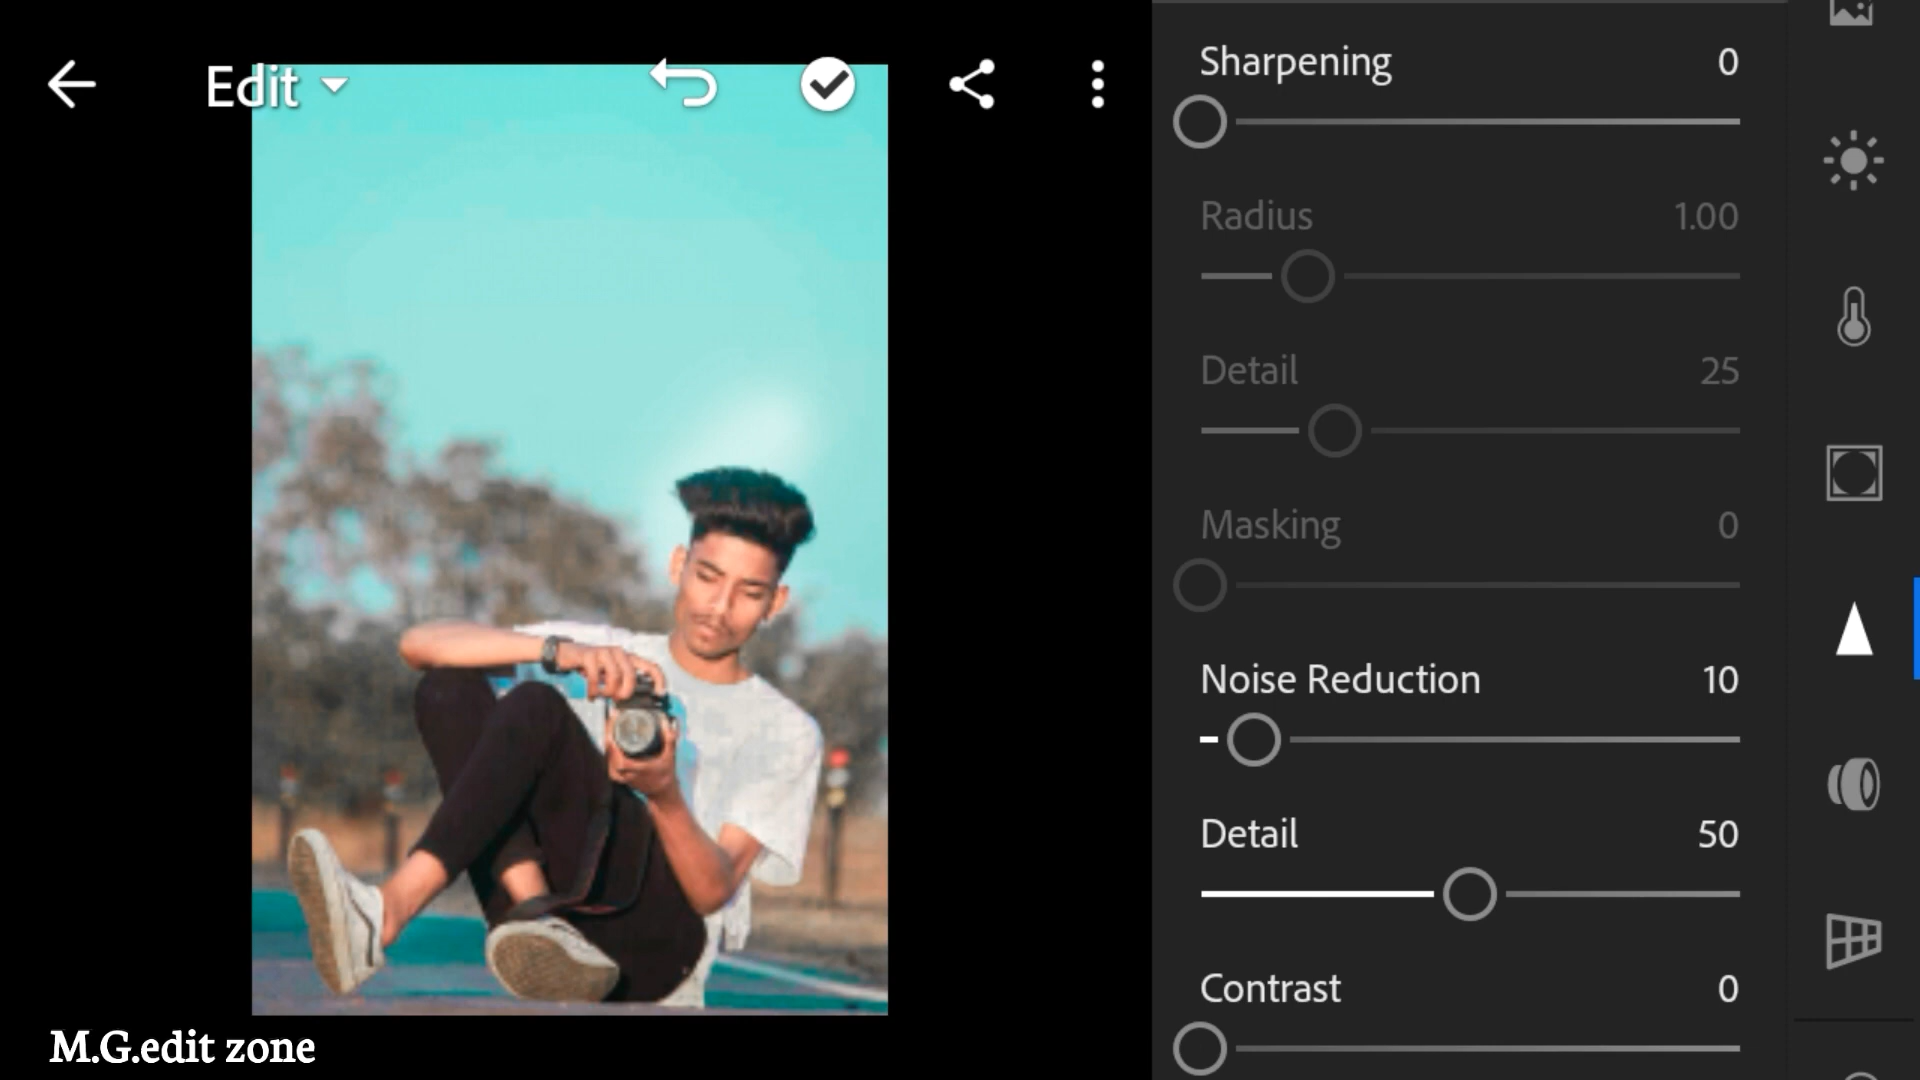 Edit
Sharpening 0
Radius 1.00
Detail 25
Masking 0
Noise Reduction 10
Detail 50
Contrast 0
M.G.edit zone